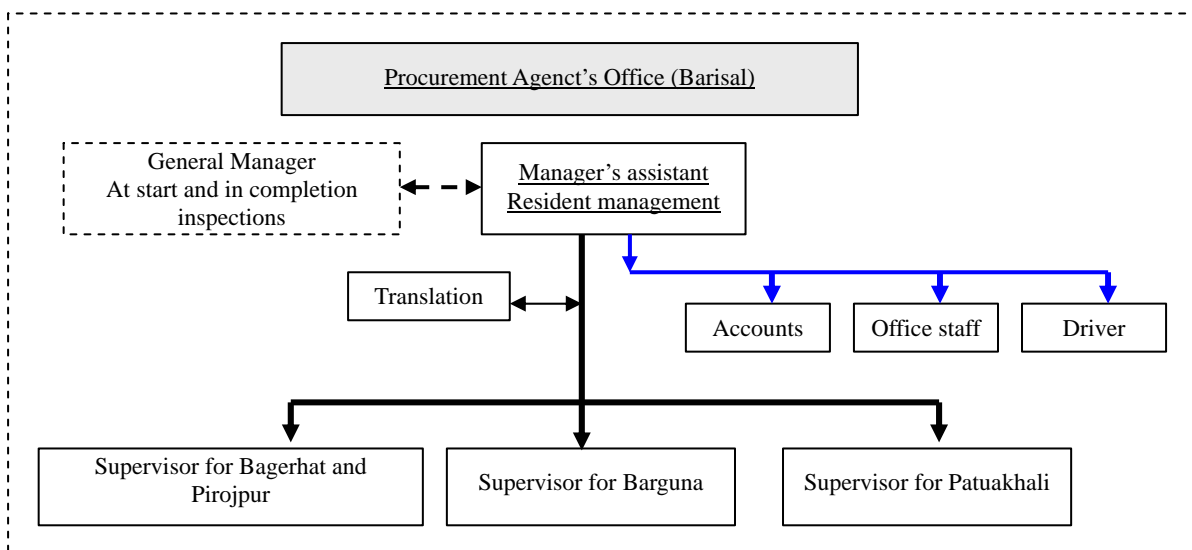 Procurement Agenct’s Office (Barisal)
General Manager
At start and in completion
inspections
Manager’s assistant
Resident management
Translation
Accounts
Office staff
Driver
Supervisor for Bagerhat and
Pirojpur
Supervisor for Barguna
Supervisor for Patuakhali